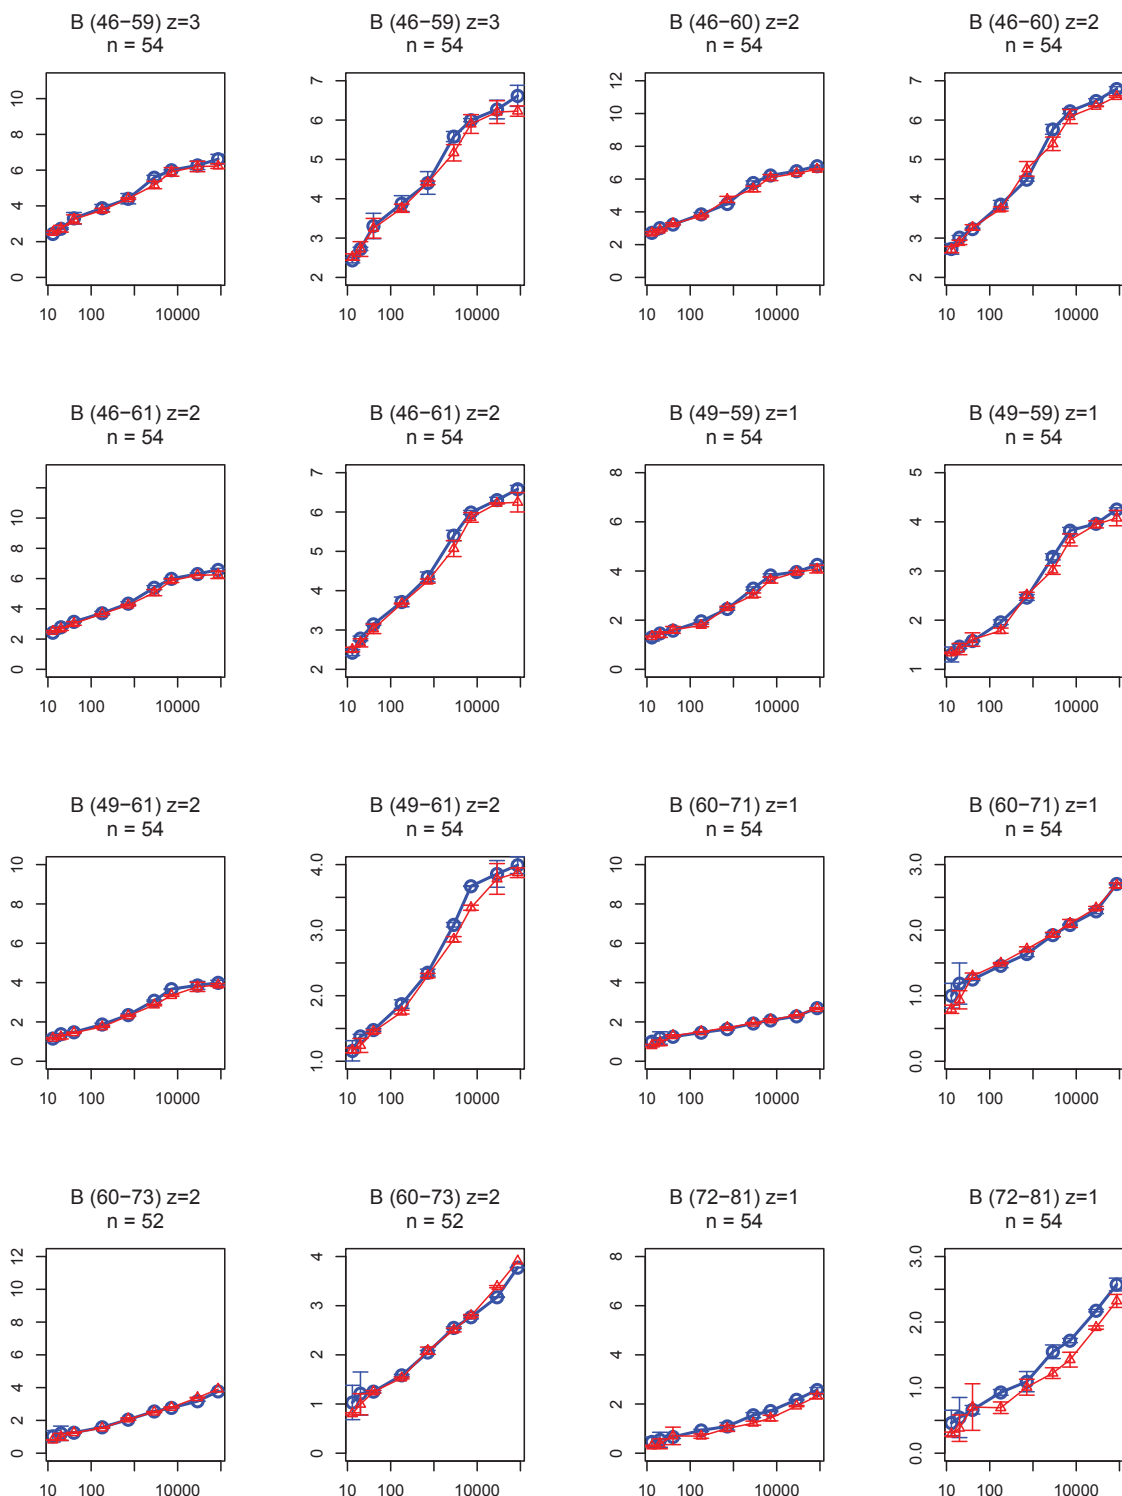 B (46−59) z=3
n = 54
B (46−59) z=3
n = 54
B (46−60) z=2
n = 54
B (46−60) z=2
n = 54
0 2 4 6 8 10
10 100 10000
2 3 4 5 6 7
10 100 10000
0 2 4 6 8 10 12
10 100 10000
2 3 4 5 6 7
10 100 10000
B (46−61) z=2
n = 54
B (46−61) z=2
n = 54
B (49−59) z=1
n = 54
B (49−59) z=1
n = 54
0 2 4 6 8 10
10 100 10000
2 3 4 5 6 7
10 100 10000
0 2 4 6 8
10 100 10000
1 2 3 4 5
10 100 10000
B (49−61) z=2
n = 54
B (49−61) z=2
n = 54
B (60−71) z=1
n = 54
B (60−71) z=1
n = 54
0 2 4 6 8 10
10 100 10000
1.0 2.0 3.0 4.0
10 100 10000
0 2 4 6 8 10
10 100 10000
0.0 1.0 2.0 3.0
10 100 10000
B (60−73) z=2
n = 52
B (60−73) z=2
n = 52
B (72−81) z=1
n = 54
B (72−81) z=1
n = 54
0 2 4 6 8 10 12
10 100 10000
0 1 2 3 4
10 100 10000
0 2 4 6 8
10 100 10000
0.0 1.0 2.0 3.0
10 100 10000